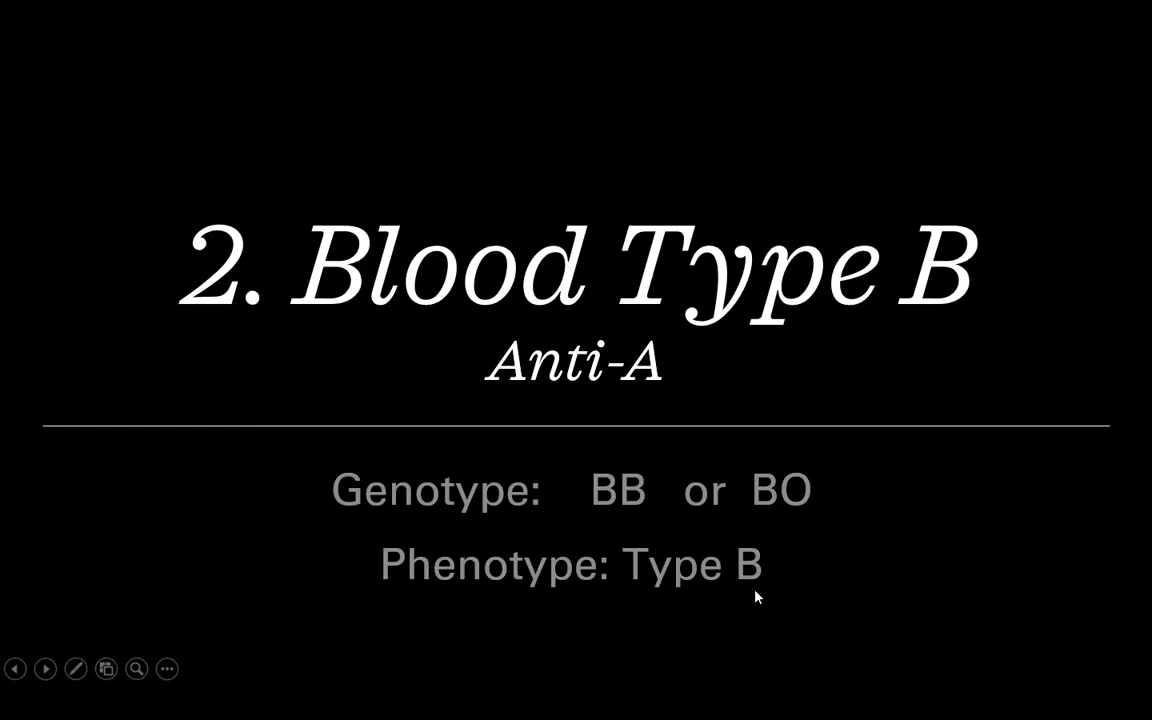 2. Blood Type B
Anti-A
Genotype: BB or BO
Phenotype: Type B